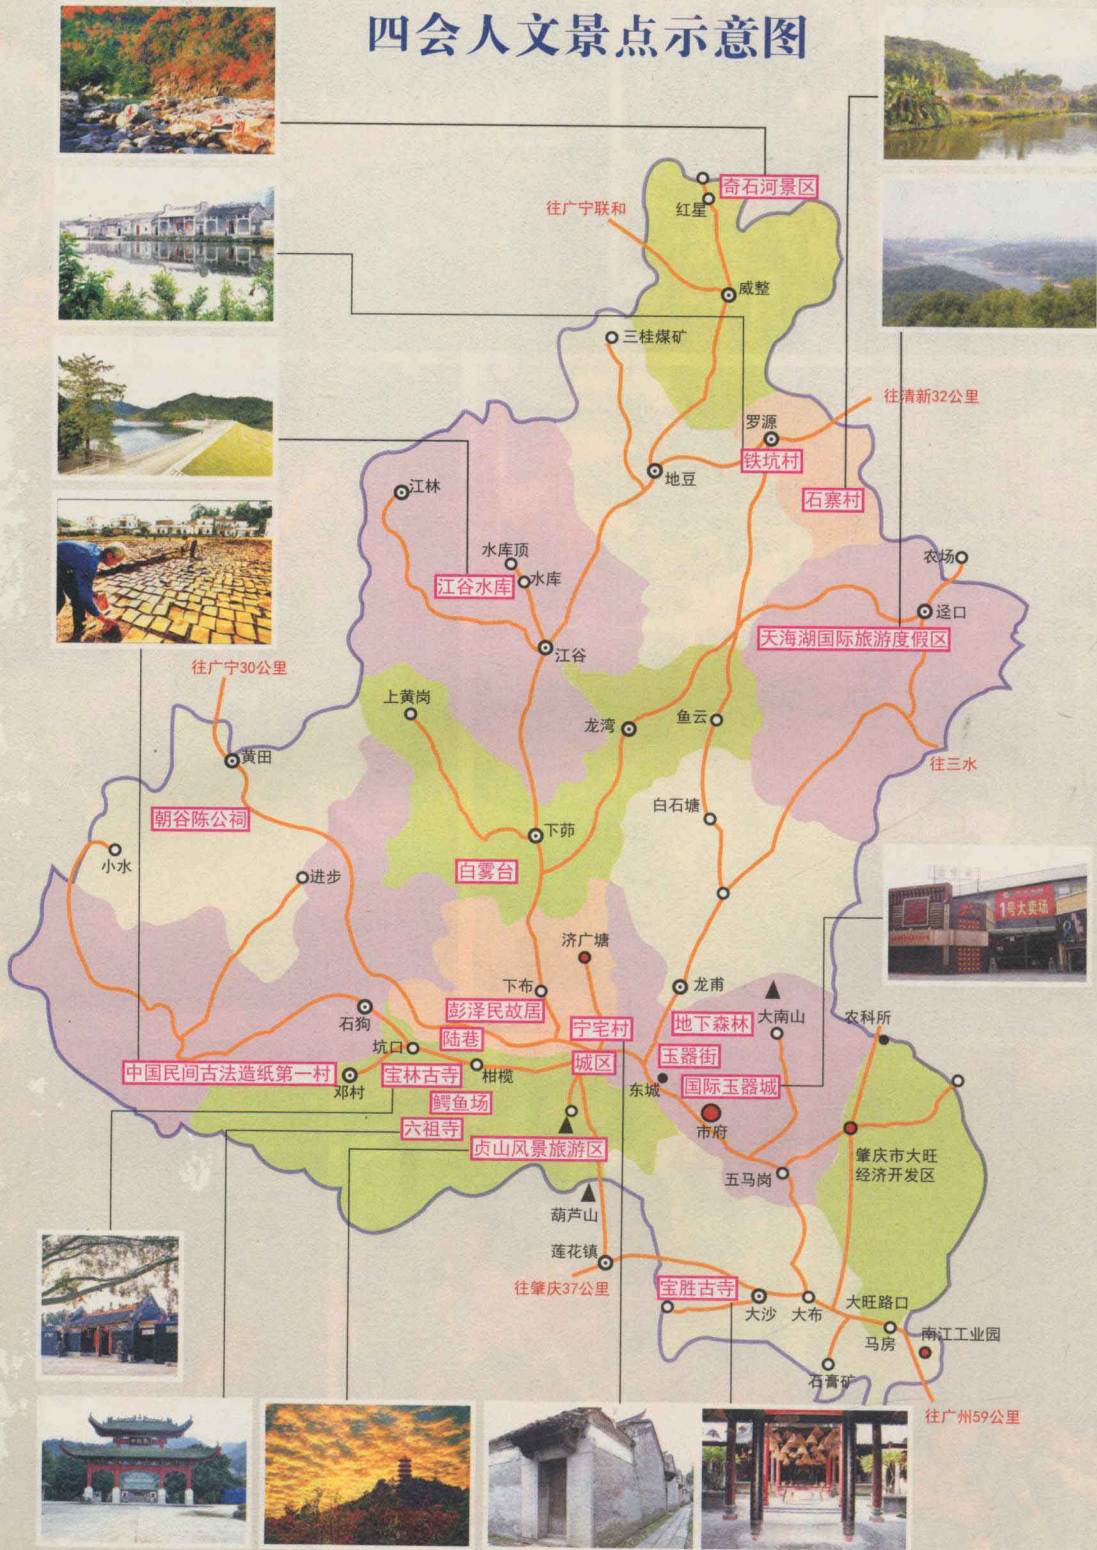 四会人文景点示意图
奇石河景区
红星
往广宁联和
威整
三桂煤矿
往清新32公里
罗源
铁坑村
地豆
石寨村
江林
水库顶
水库
江谷水库
农场
迳口
天海湖国际旅游度假区
江谷
往广宁30公里
上黄岗
龙湾
鱼云
往三水
黄田
朝谷陈公祠
白石塘
下茆
小水
白雾台
进步
1号大卖场
济广塘
下布
龙甫
彭泽民故居
宁宅村
地下森林
大南山
农科所
石狗
陆巷
坑口
玉器街
城区
中国民间古法造纸第一村
邓村
宝林古寺
柑榄
东城
国际玉器城
鳄鱼场
六祖寺
市府
贞山风景旅游区
肇庆市大旺
经济开发区
五马岗
葫芦山
莲花镇
往肇庆37公里
宝胜古寺
大沙
大布
大旺路口
马房
南江工业园
石膏矿
往广州59公里